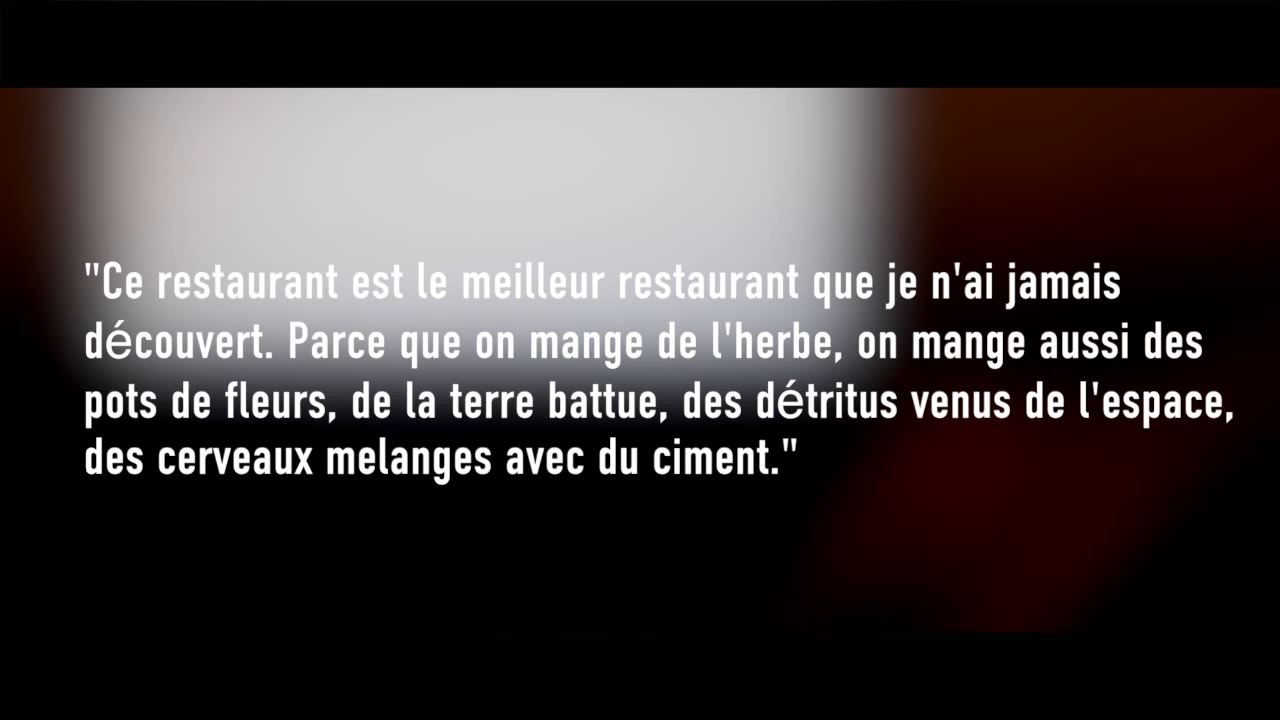 "Ce restaurant est le meilleur restaurant que je n'ai jamais
découvert. Parce que on mange de l'herbe, on mange aussi des
pots de fleurs, de la terre battue, des détritus venus de l'espace,
des cerveaux melanges avec du ciment."